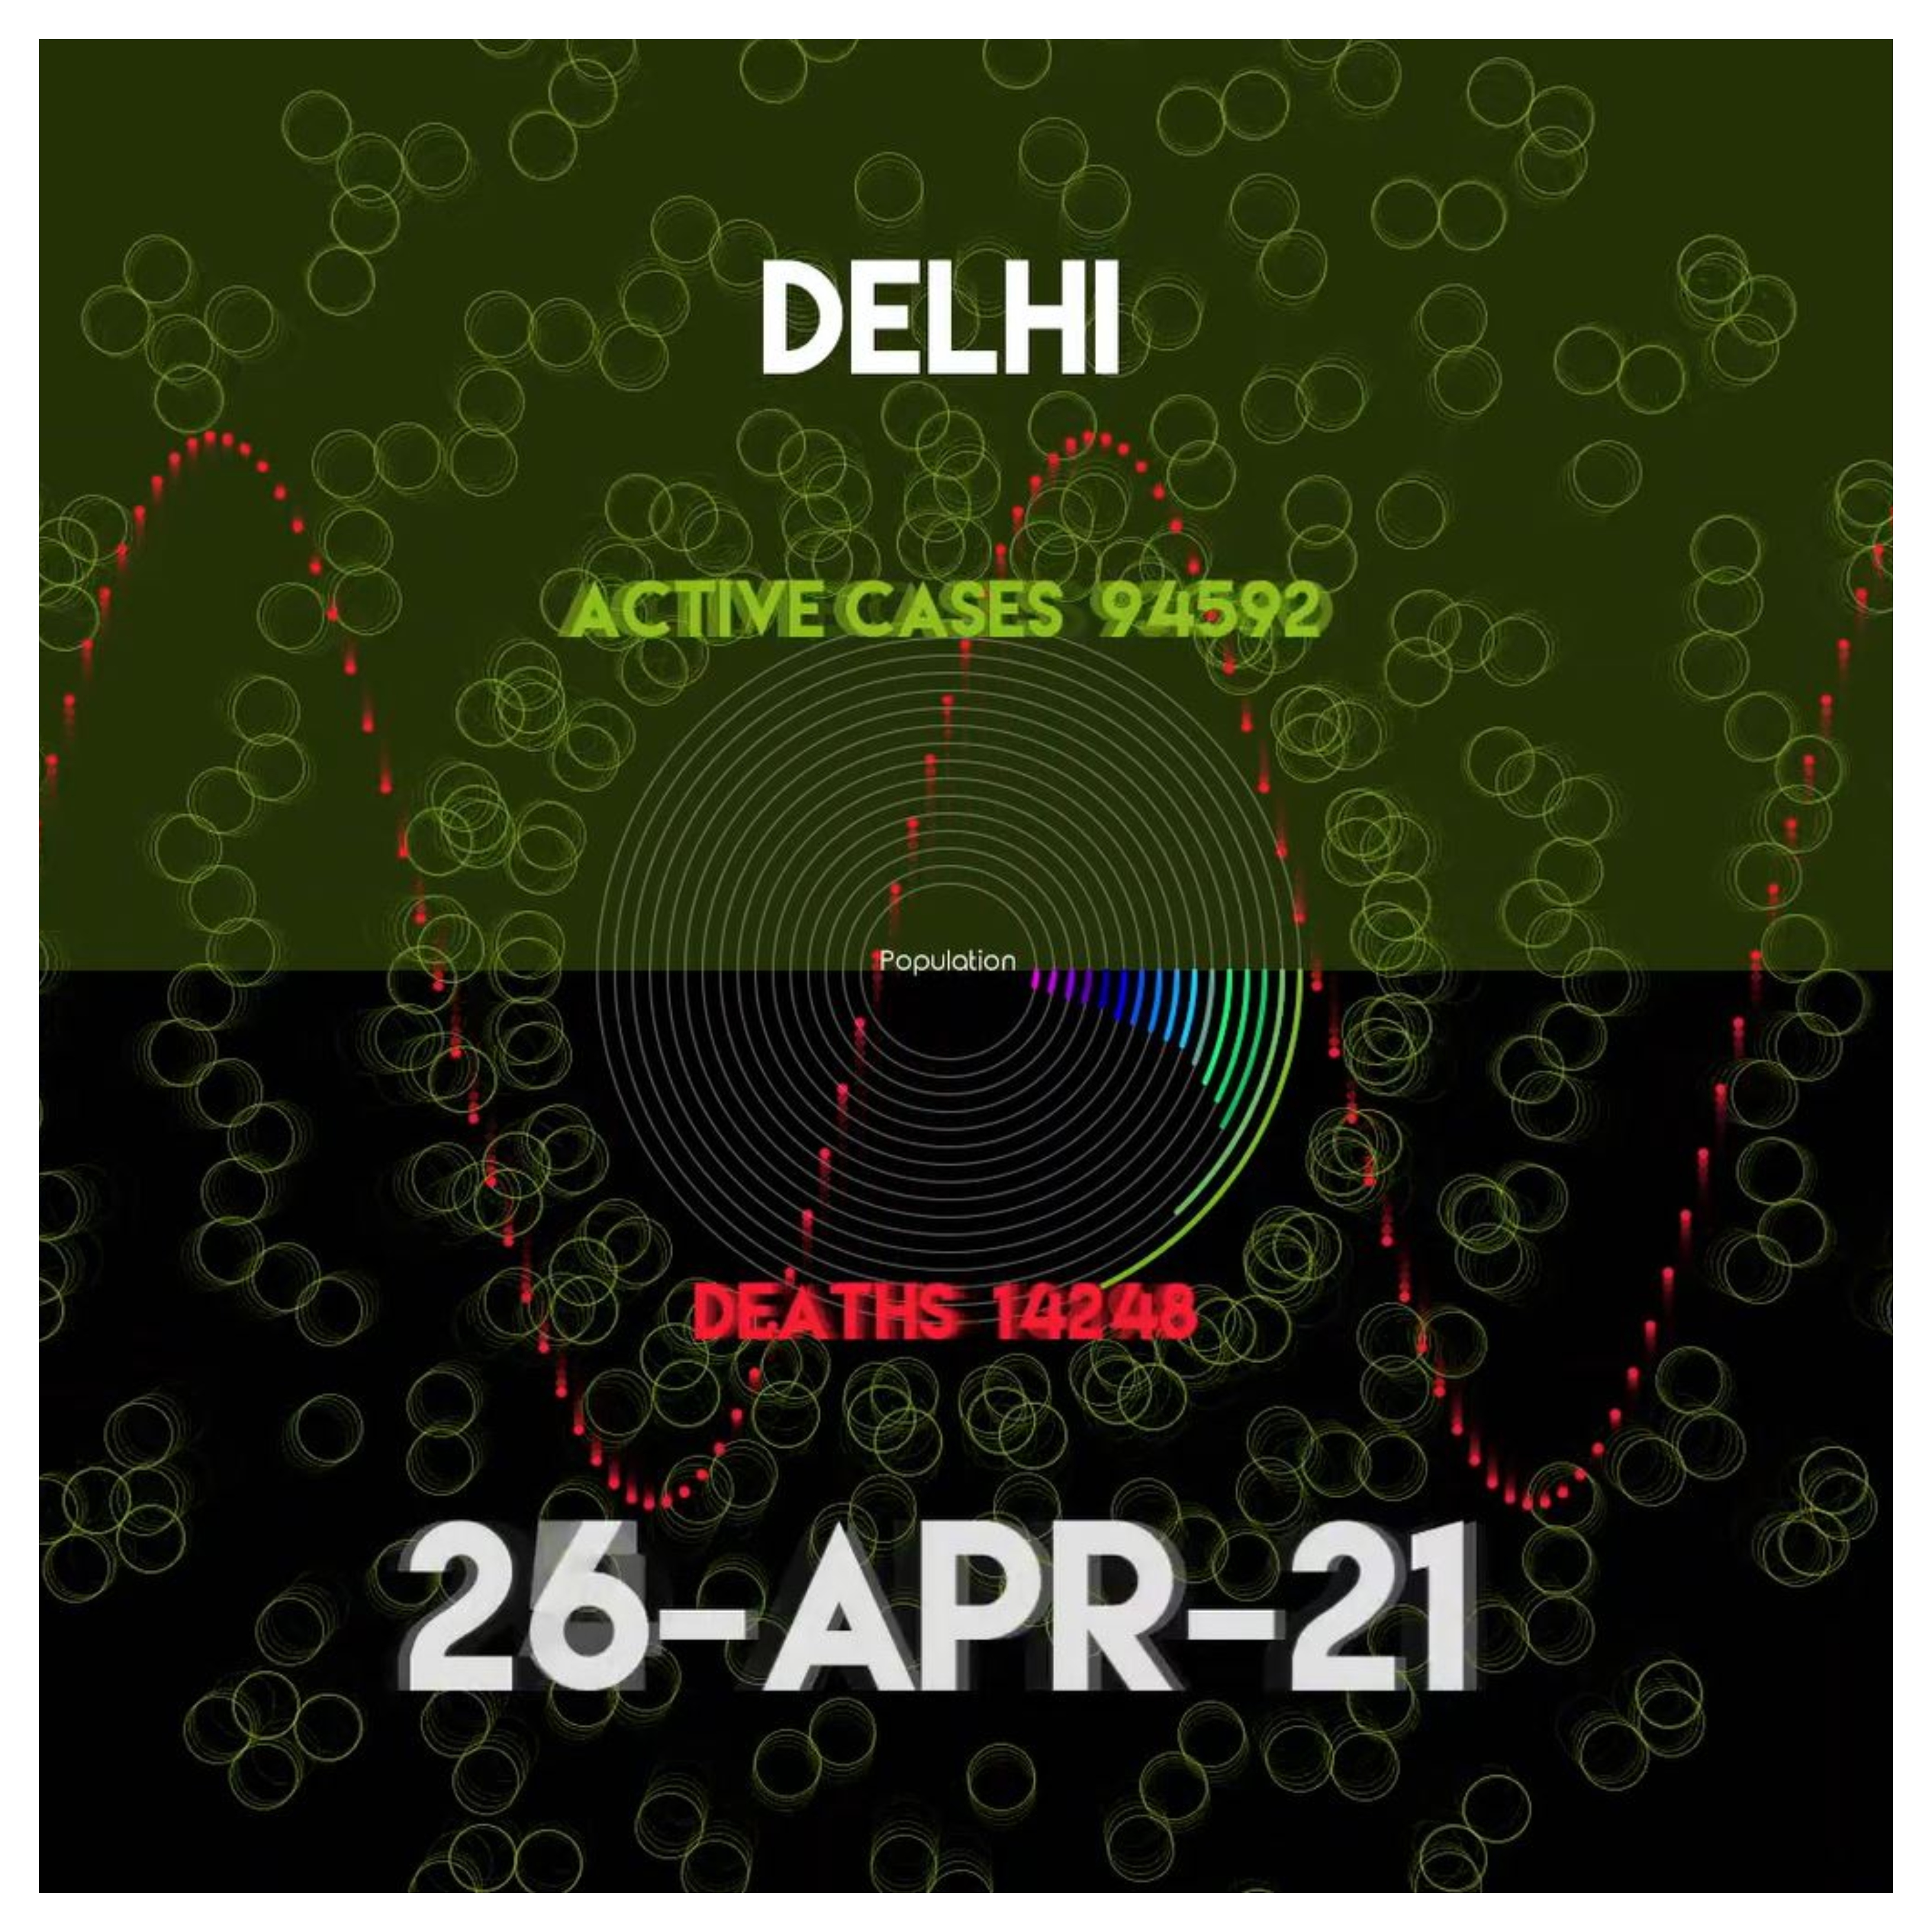 DELHI
ACTIVE CASES 94592
Population
DEATHS 14248
26-APR-21